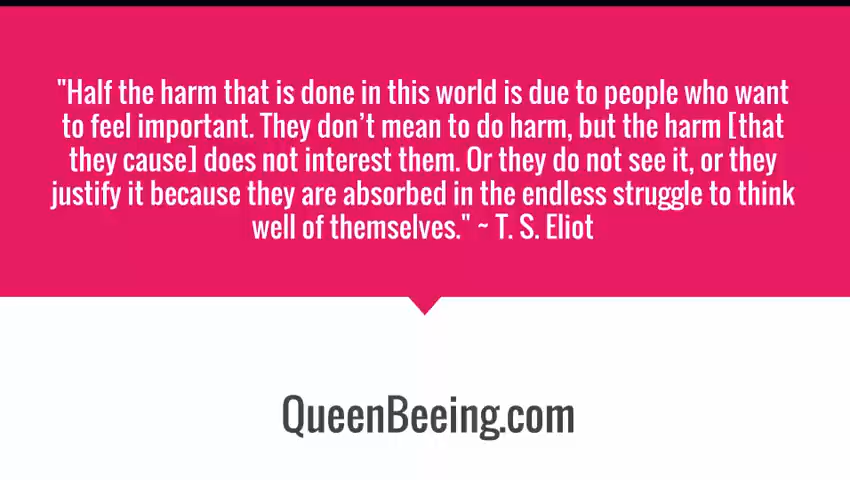 "Half the harm that is done in this world is due to people who want
to feel important. They don’t mean to do harm, but the harm [that
they cause] does not interest them. Or they do not see it, or they
justify it because they are absorbed in the endless struggle to think
well of themselves." ~ T. S. Eliot
QueenBeeing.com